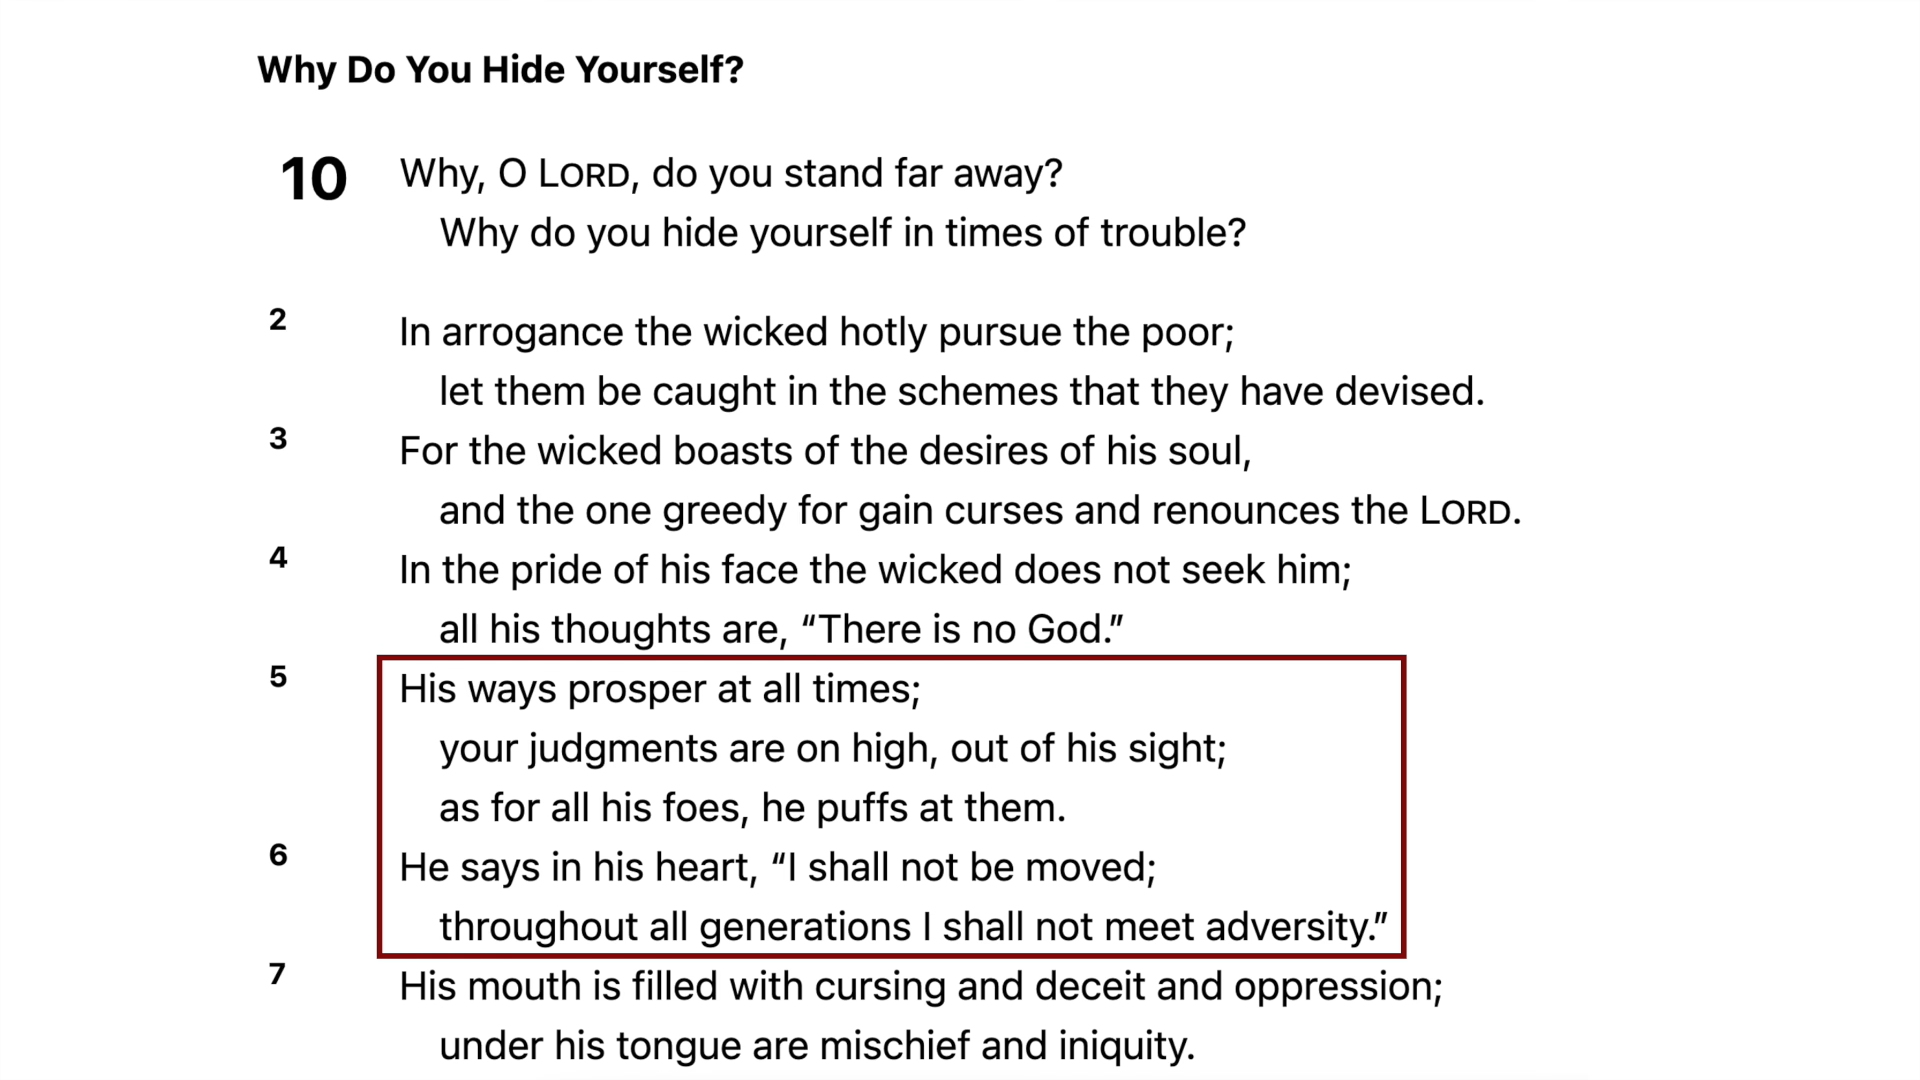 Why Do You Hide Yourself?
10 Why, O LORD, do you stand far away?
Why do you hide yourself in times of trouble?
2 In arrogance the wicked hotly pursue the poor;
let them be caught in the schemes that they have devised.
3 For the wicked boasts of the desires of his soul,
and the one greedy for gain curses and renounces the LORD.
4 In the pride of his face the wicked does not seek him;
all his thoughts are, “There is no God.”
5 His ways prosper at all times;
your judgments are on high, out of his sight;
as for all his foes, he puffs at them.
6 He says in his heart, “I shall not be moved;
throughout all generations I shall not meet adversity.”
7 His mouth is filled with cursing and deceit and oppression;
under his tongue are mischief and iniquity.